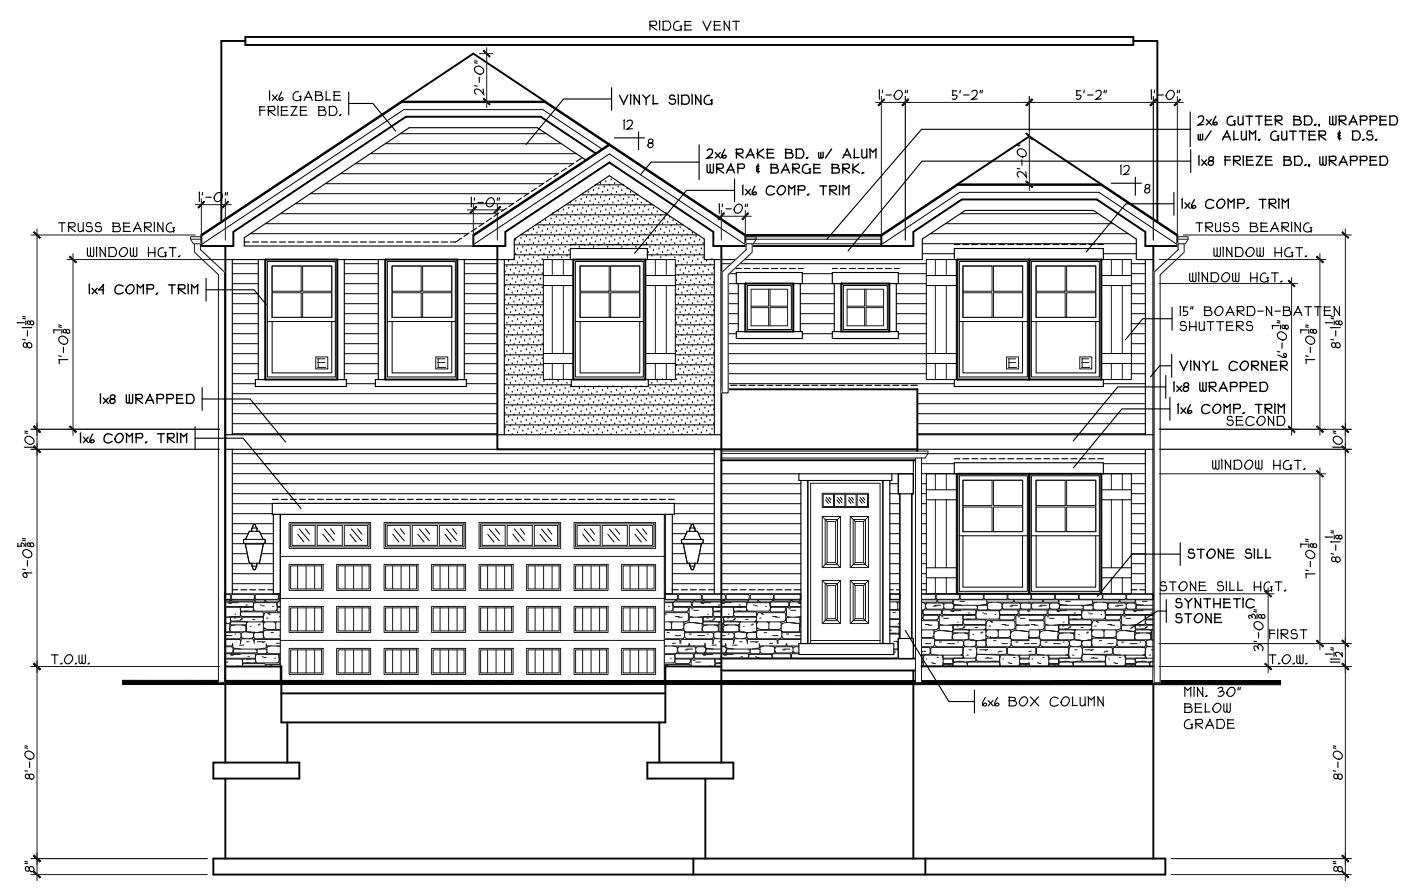 RIDGE VENT
2'-0"
1x6 GABLE
FRIEZE BD.
VINYL SIDING
12
8
1'-0"
5'-2"
5'-2"
1'-0"
2x6 GUTTER BD., WRAPPED
w/ ALUM. GUTTER & D.S.
1x8 FRIEZE BD., WRAPPED
2x6 RAKE BD. w/ ALUM
WRAP & BARGE BRK.
1x6 COMP. TRIM
2'-0"
12
8
1'-0"
1'-0"
1'-0"
1x6 COMP. TRIM
TRUSS BEARING
TRUSS BEARING
WINDOW HGT.
WINDOW HGT.
WINDOW HGT.
1x4 COMP. TRIM
15" BOARD-N-BATTEN
SHUTTERS
8'-1 1/8"
7'-0 1/8"
6'-0 1/8"
7'-0 1/8"
8'-1 1/8"
E
E
E
E
VINYL CORNER
1x8 WRAPPED
1x8 WRAPPED
1x6 COMP. TRIM
SECOND
10"
1x6 COMP. TRIM
10"
WINDOW HGT.
9'-0 5/8"
7'-0 1/8"
8'-1 1/8"
STONE SILL
STONE SILL HGT.
SYNTHETIC
STONE
3'-0 3/8"
FIRST
T.O.W.
T.O.W.
11 1/2"
6x6 BOX COLUMN
MIN. 30"
BELOW
GRADE
8'-0"
8'-0"
8"
8"